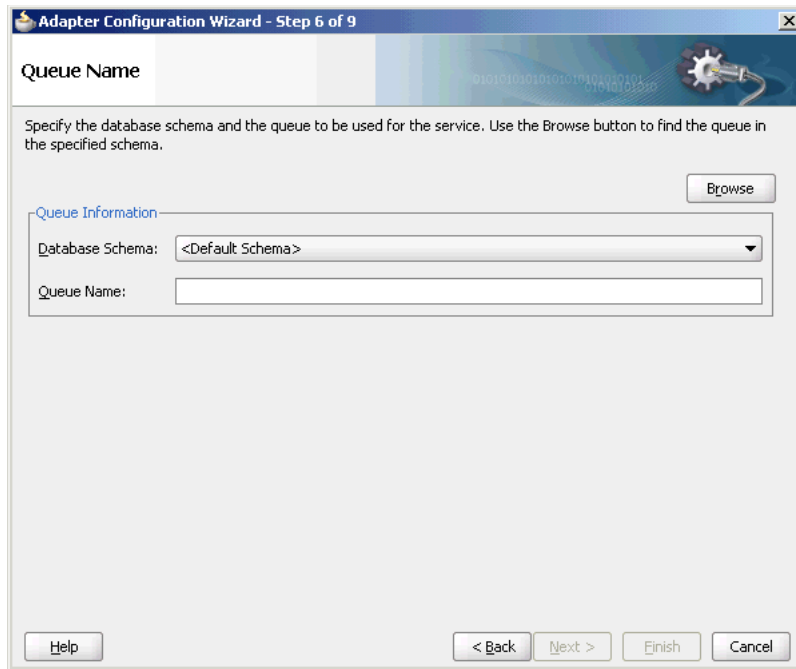 Adapter Configuration Wizard - Step 6 of 9
Queue Name
0101010101010101010101010101
01010101010
Specify the database schema and the queue to be used for the service. Use the Browse button to find the queue in
the specified schema.
Browse
Queue Information
Database Schema: <Default Schema>
Queue Name:
Help < Back Next > Finish Cancel